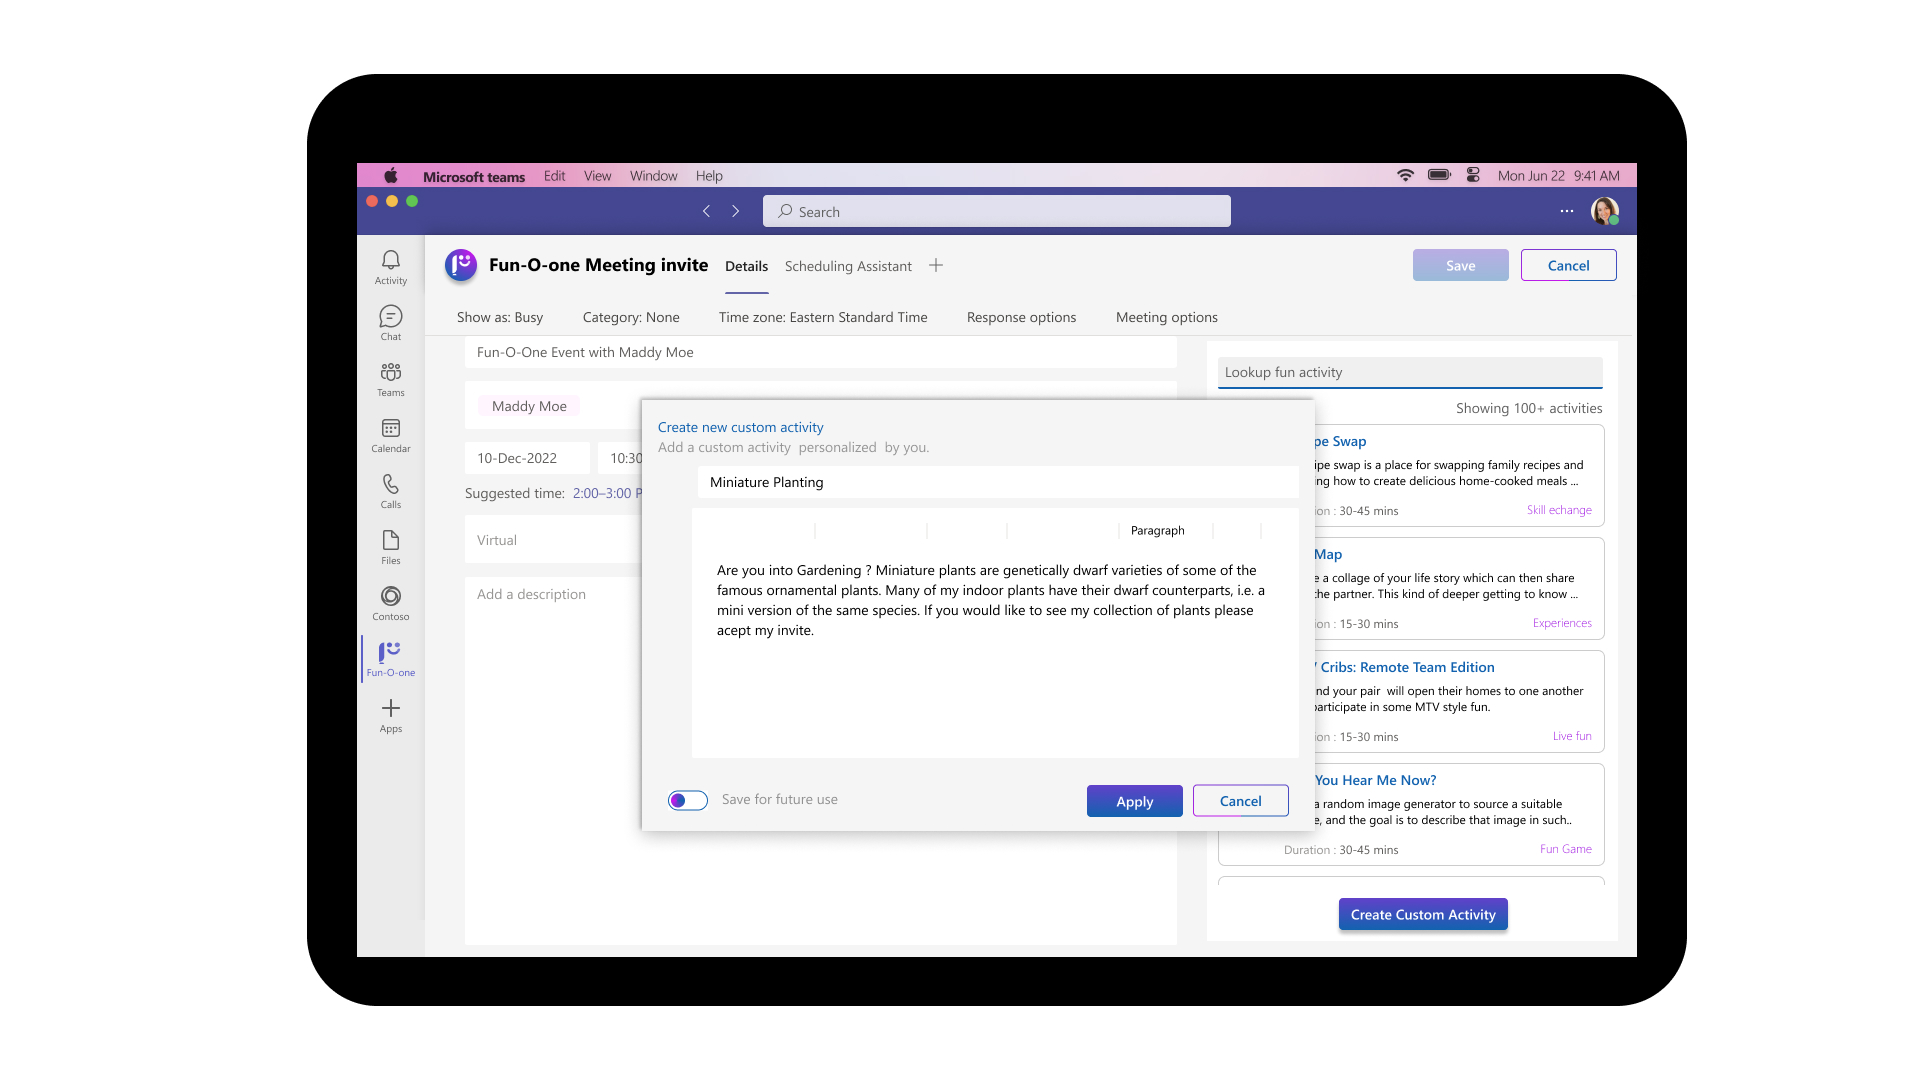 Microsoft teams Edit View Window Help Mon Jun 22 9:41 AM
Search
Activity
Chat
Teams
Calendar
Calls
Files
Contoso
Fun-O-one
Apps
Fun-O-one Meeting invite Details Scheduling Assistant Save Cancel
Show as: Busy Category: None Time zone: Eastern Standard Time Response options Meeting options
Fun-O-One Event with Maddy Moe
Maddy Moe
10-Dec-2022 10:30
Suggested time: 2:00–3:00 P
Virtual
Add a description
Create new custom activity
Add a custom activity personalized by you.
Miniature Planting
Paragraph
Are you into Gardening ? Miniature plants are genetically dwarf varieties of some of the
famous ornamental plants. Many of my indoor plants have their dwarf counterparts, i.e. a
mini version of the same species. If you would like to see my collection of plants please
acept my invite.
Save for future use Apply Cancel
Lookup fun activity
Showing 100+ activities
pe Swap
ipe swap is a place for swapping family recipes and
ng how to create delicious home-cooked meals ...
on : 30-45 mins Skill echange
Map
e a collage of your life story which can then share
he partner. This kind of deeper getting to know ...
on : 15-30 mins Experiences
Cribs: Remote Team Edition
nd your pair will open their homes to one another
participate in some MTV style fun.
on : 15-30 mins Live fun
You Hear Me Now?
a random image generator to source a suitable
e, and the goal is to describe that image in such..
Duration : 30-45 mins Fun Game
Create Custom Activity